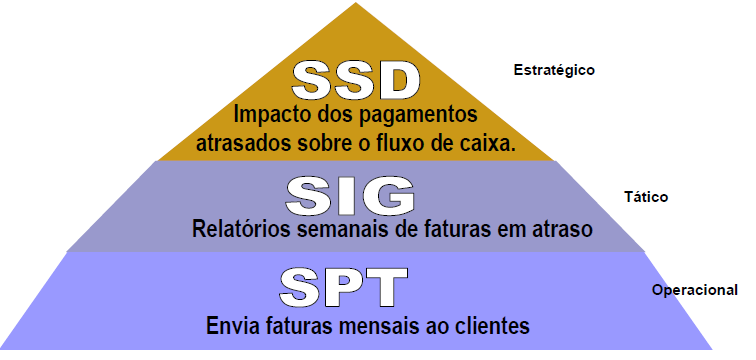 SSD
Estratégico
Impacto dos pagamentos
atrasados sobre o fluxo de caixa.
SIG
Tático
Relatórios semanais de faturas em atraso
SPT
Operacional
Envia faturas mensais ao clientes